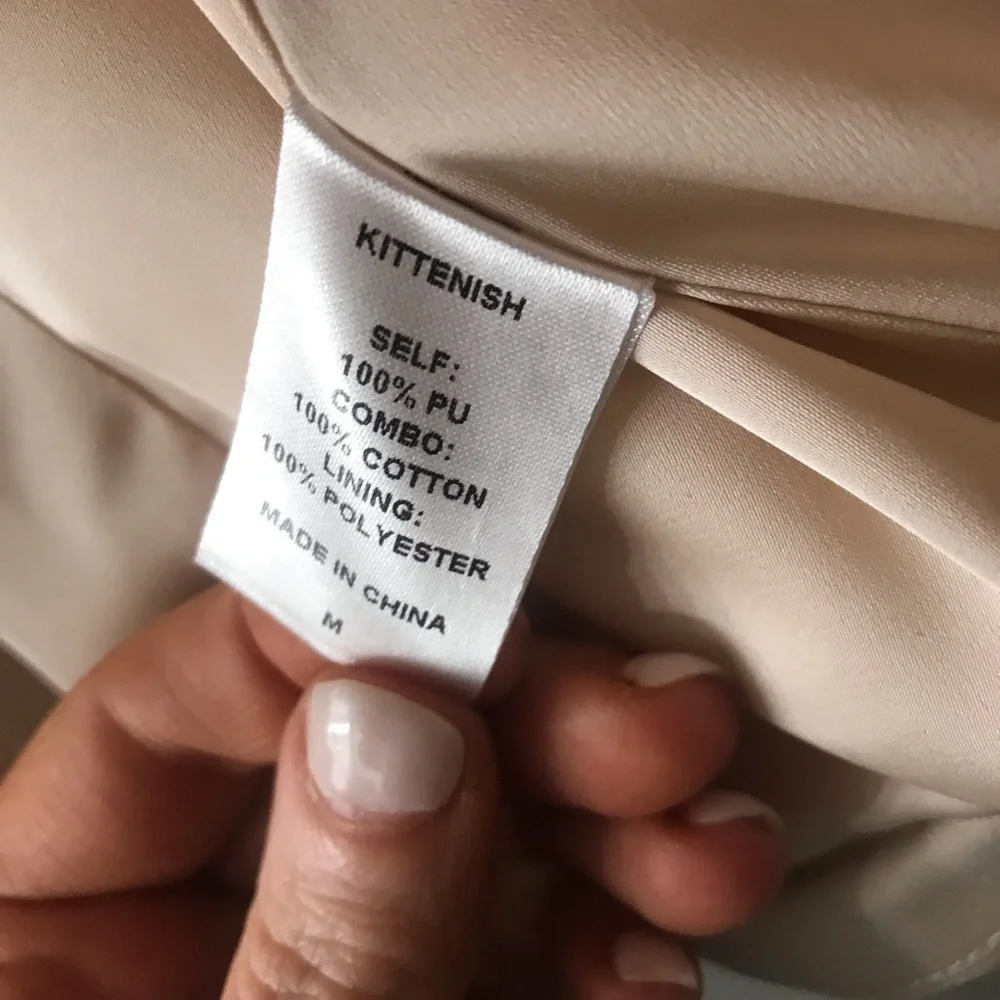 KITTENISH
SELF:
100% PU
COMBO:
100% COTTON
LINING:
100% POLYESTER
MADE IN CHINA
M